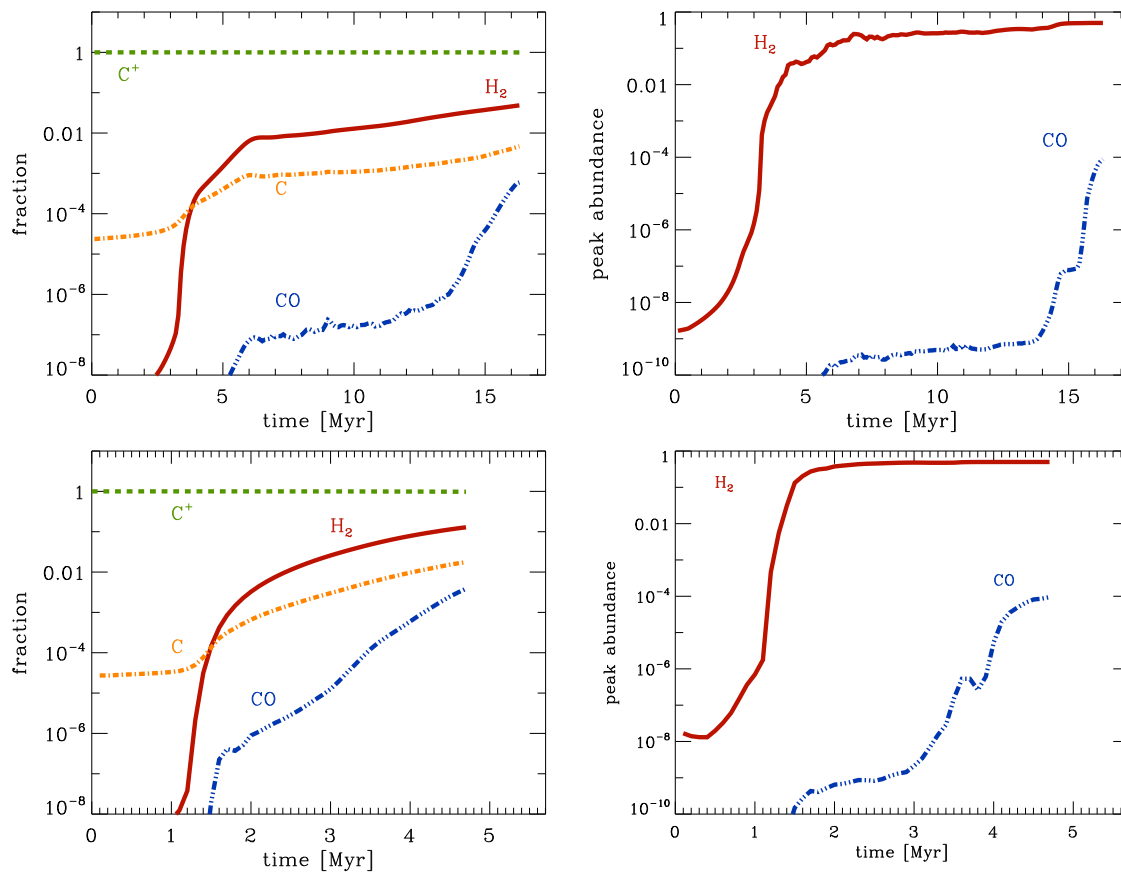 1
0.01
10⁻⁴
10⁻⁶
10⁻⁸
fraction
C⁺
H₂
C
CO
0 5 10 15
time [Myr]
1
0.01
10⁻⁴
10⁻⁶
10⁻⁸
10⁻¹⁰
peak abundance
H₂
CO
0 5 10 15
time [Myr]
1
0.01
10⁻⁴
10⁻⁶
10⁻⁸
fraction
C⁺
H₂
C
CO
0 1 2 3 4 5
time [Myr]
1
0.01
10⁻⁴
10⁻⁶
10⁻⁸
10⁻¹⁰
peak abundance
H₂
CO
0 1 2 3 4 5
time [Myr]